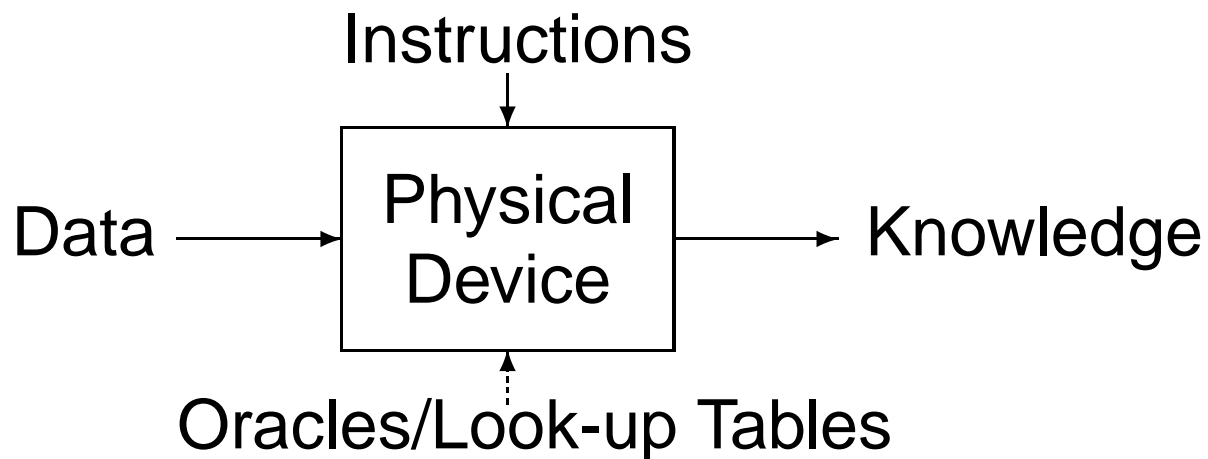 Instructions
Physical
Device
Data
Knowledge
Oracles/Look-up Tables